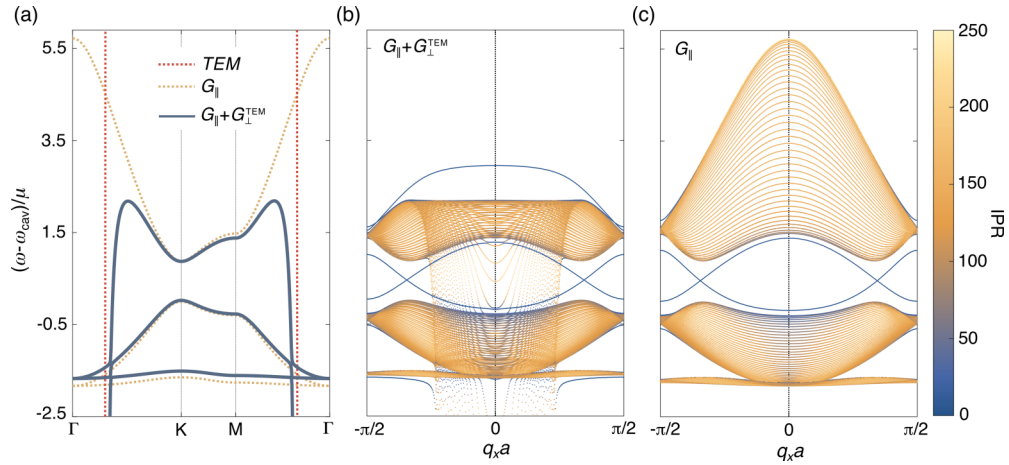 (a)
5.5
3.5
1.5
-0.5
-2.5
(ω-ω_cav)/μ
TEM
G_∥
G_∥+G_⊥^TEM
Γ
K
M
Γ
(b)
G_∥+G_⊥^TEM
-π/2
0
π/2
q_xa
(c)
G_∥
-π/2
0
π/2
q_xa
250
200
150
100
50
0
IPR